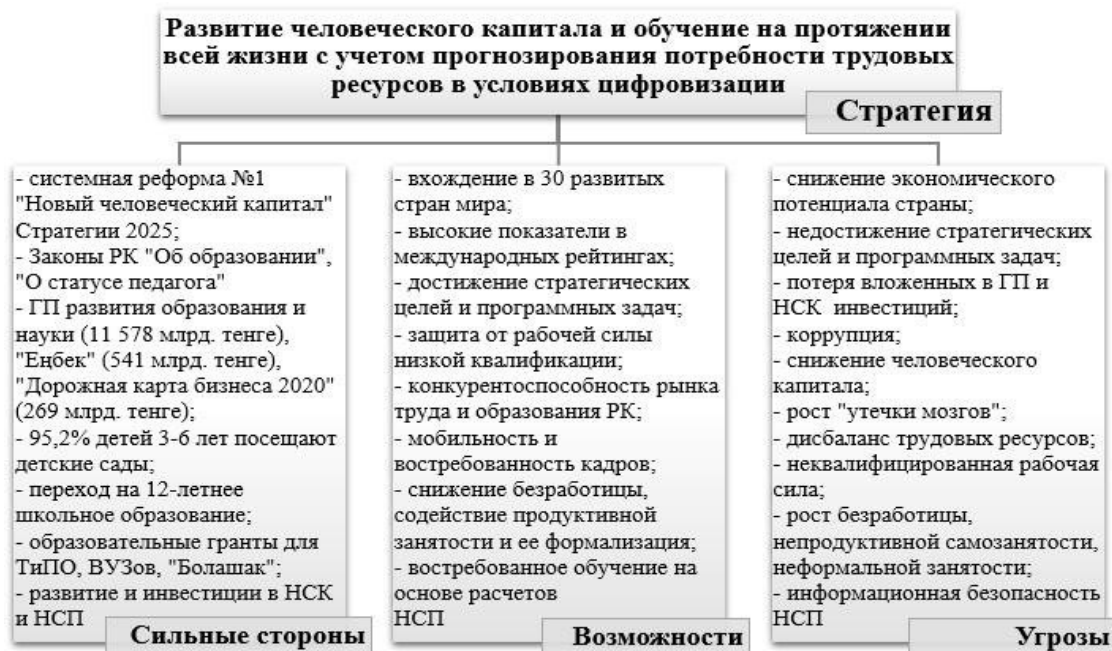 Развитие человеческого капитала и обучение на протяжении
всей жизни с учетом прогнозирования потребности трудовых
ресурсов в условиях цифровизации
Стратегия
- системная реформа №1
"Новый человеческий капитал"
Стратегии 2025;
- Законы РК "Об образовании",
"О статусе педагога"
- ГП развития образования и
науки (11 578 млрд. тенге),
"Еңбек" (541 млрд. тенге),
"Дорожная карта бизнеса 2020"
(269 млрд. тенге);
- 95,2% детей 3-6 лет посещают
детские сады;
- переход на 12-летнее
школьное образование;
- образовательные гранты для
ТиПО, ВУЗов, "Болашак";
- развитие и инвестиции в НСК
и НСП
Сильные стороны
- вхождение в 30 развитых
стран мира;
- высокие показатели в
международных рейтингах;
- достижение стратегических
целей и программных задач;
- защита от рабочей силы
низкой квалификации;
- конкурентоспособность рынка
труда и образования РК;
- мобильность и
востребованность кадров;
- снижение безработицы,
содействие продуктивной
занятости и ее формализация;
- востребованное обучение на
основе расчетов
НСП
Возможности
- снижение экономического
потенциала страны;
- недостижение стратегических
целей и программных задач;
- потеря вложенных в ГП и
НСК инвестиций;
- коррупция;
- снижение человеческого
капитала;
- рост "утечки мозгов";
- дисбаланс трудовых ресурсов;
- неквалифицированная рабочая
сила;
- рост безработицы,
непродуктивной самозанятости,
неформальной занятости;
- информационная безопасность
НСП
Угрозы